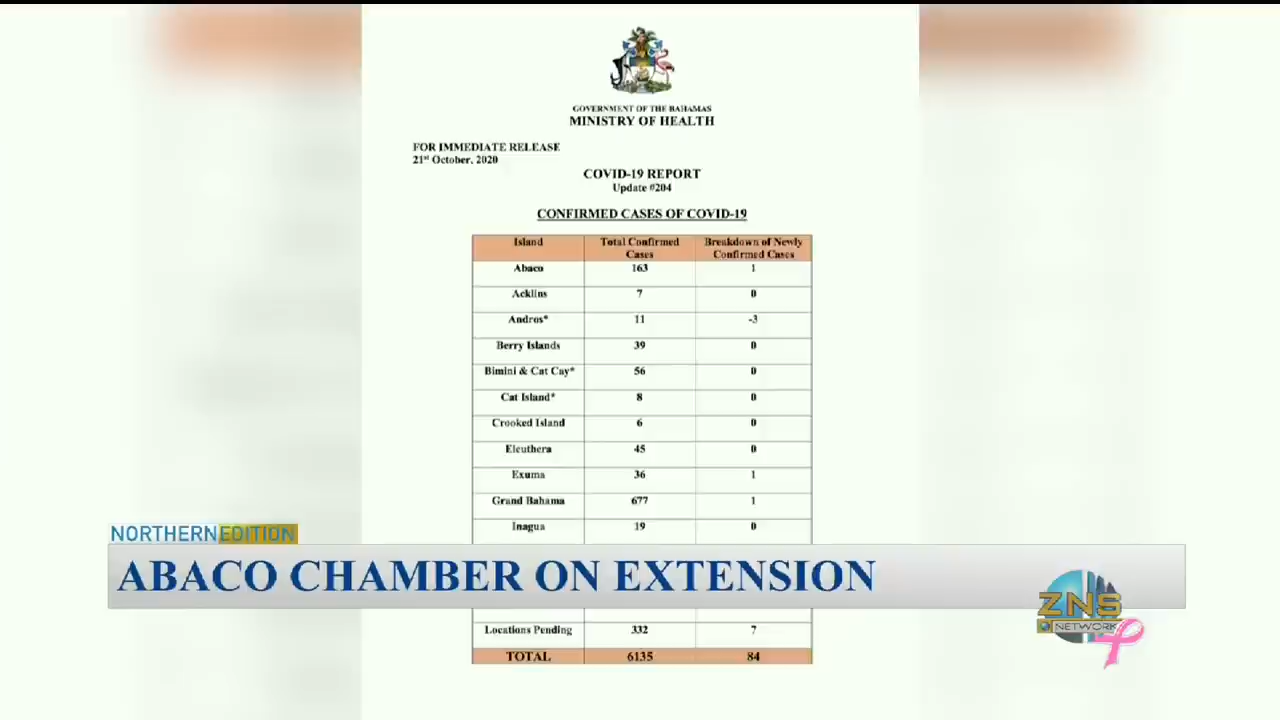 GOVERNMENT OF THE BAHAMAS
MINISTRY OF HEALTH
FOR IMMEDIATE RELEASE
21st October, 2020
COVID-19 REPORT
Update #204
CONFIRMED CASES OF COVID-19
Island Total Confirmed Cases Breakdown of Newly Confirmed Cases
Abaco 163 1
Acklins 7 0
Andros* 11 -3
Berry Islands 39 0
Bimini & Cat Cay* 56 0
Cat Island* 8 0
Crooked Island 6 0
Eleuthera 45 0
Exuma 36 1
Grand Bahama 677 1
Inagua 19 0
NORTHERNEDITION
ABACO CHAMBER ON EXTENSION
ZNS
NETWORK
Locations Pending 332 7
TOTAL 6135 84